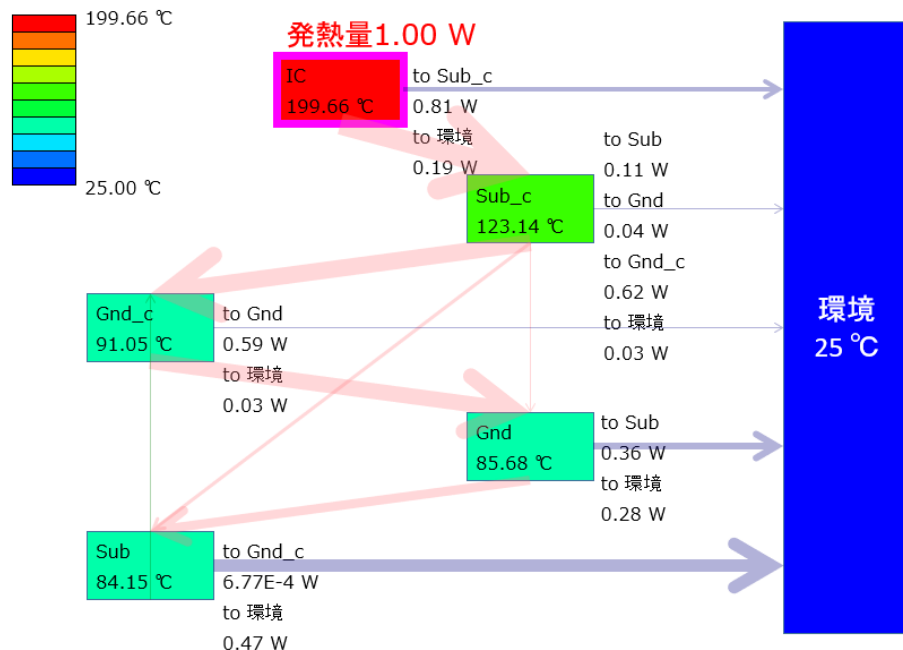 199.66 ℃
25.00 ℃
発熱量1.00 W
IC
199.66 ℃
to Sub_c
0.81 W
to 環境
0.19 W
Sub_c
123.14 ℃
to Sub
0.11 W
to Gnd
0.04 W
to Gnd_c
0.62 W
to 環境
0.03 W
Gnd_c
91.05 ℃
to Gnd
0.59 W
to 環境
0.03 W
Gnd
85.68 ℃
to Sub
0.36 W
to 環境
0.28 W
Sub
84.15 ℃
to Gnd_c
6.77E-4 W
to 環境
0.47 W
環境
25 ℃